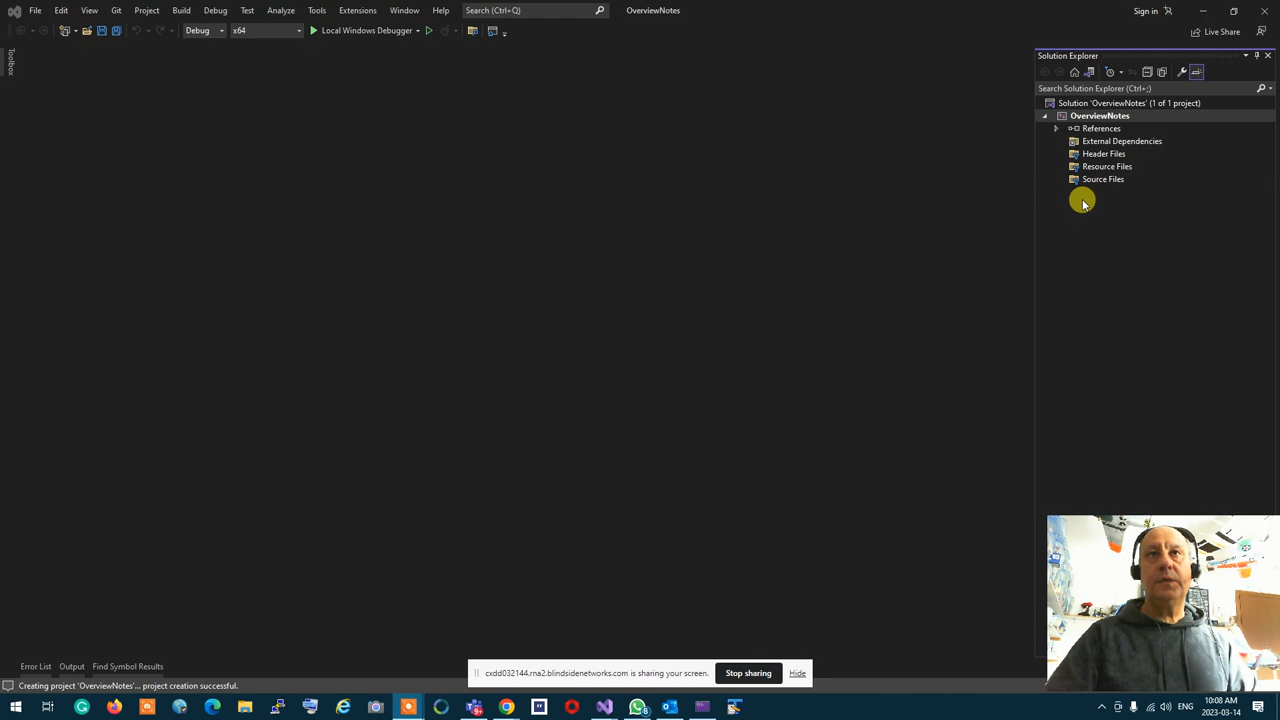 File Edit View Git Project Build Debug Test Analyze Tools Extensions Window Help Search (Ctrl+Q) OverviewNotes Sign in
Debug x64 Local Windows Debugger Live Share
Toolbox
Solution Explorer
Search Solution Explorer (Ctrl+;)
Solution 'OverviewNotes' (1 of 1 project)
OverviewNotes
References
External Dependencies
Header Files
Resource Files
Source Files
Error List Output Find Symbol Results
cxdd032144.rna2.blindsidenetworks.com is sharing your screen. Stop sharing Hide
Creating project 'OverviewNotes'... project creation successful.
ENG 10:08 AM
2023-03-14